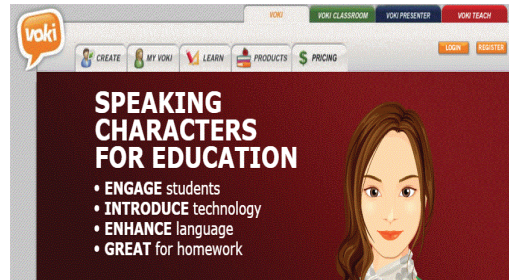 VOKI VOKI CLASSROOM VOKI PRESENTER VOKI TEACH
voki
CREATE MY VOKI LEARN PRODUCTS $ PRICING LOGIN REGISTER
SPEAKING
CHARACTERS
FOR EDUCATION
• ENGAGE students
• INTRODUCE technology
• ENHANCE language
• GREAT for homework